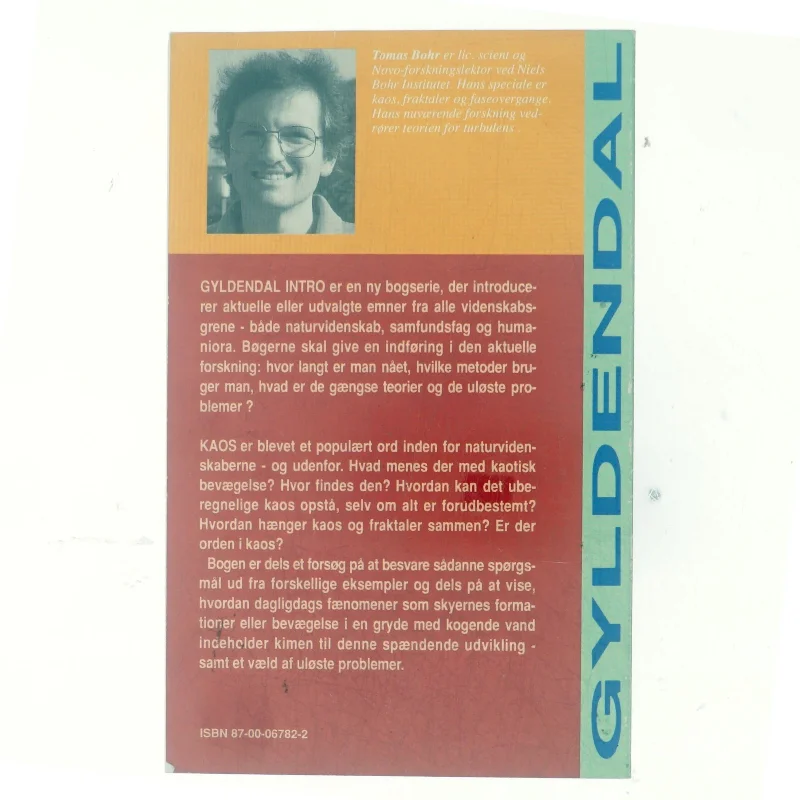 Tomas Bohr er lic. scient og
Novo-forskningslektor ved Niels
Bohr Institutet. Hans speciale er
kaos, fraktaler og faseovergange.
Hans nuværende forskning ved-
rører teorien for turbulens.
GYLDENDAL INTRO er en ny bogserie, der introduce-
rer aktuelle eller udvalgte emner fra alle videnskabs-
grene - både naturvidenskab, samfundsfag og huma-
niora. Bøgerne skal give en indføring i den aktuelle
forskning: hvor langt er man nået, hvilke metoder bru-
ger man, hvad er de gængse teorier og de uløste pro-
blemer ?
KAOS er blevet et populært ord inden for naturviden-
skaberne - og udenfor. Hvad menes der med kaotisk
bevægelse? Hvor findes den? Hvordan kan det ube-
regnelige kaos opstå, selv om alt er forudbestemt?
Hvordan hænger kaos og fraktaler sammen? Er der
orden i kaos?
Bogen er dels et forsøg på at besvare sådanne spørgs-
mål ud fra forskellige eksempler og dels på at vise,
hvordan dagligdags fænomener som skyernes forma-
tioner eller bevægelse i en gryde med kogende vand
indeholder kimen til denne spændende udvikling -
samt et væld af uløste problemer.
ISBN 87-00-06782-2
GYLDENDAL